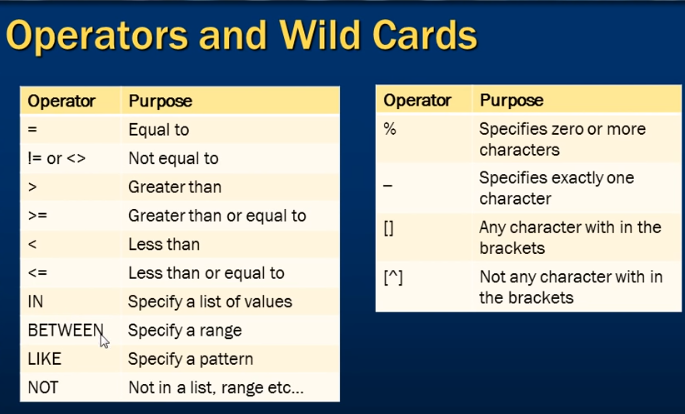 Operators and Wild Cards
Operator Purpose
= Equal to
!= or <> Not equal to
> Greater than
>= Greater than or equal to
< Less than
<= Less than or equal to
IN Specify a list of values
BETWEEN Specify a range
LIKE Specify a pattern
NOT Not in a list, range etc...
Operator Purpose
% Specifies zero or more
characters
_ Specifies exactly one
character
[] Any character with in the
brackets
[^] Not any character with in
the brackets